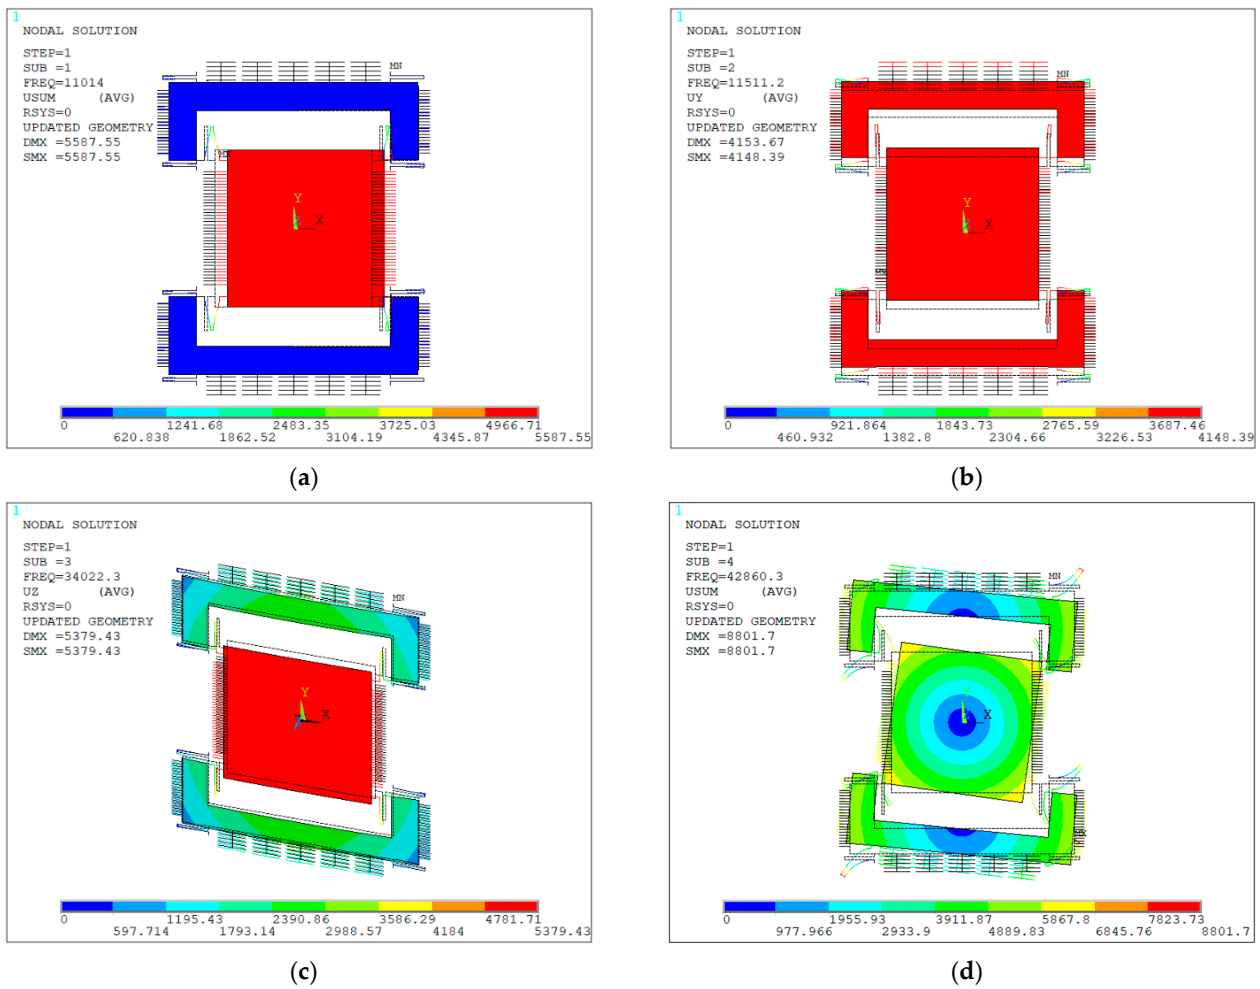 1
NODAL SOLUTION
STEP=1
SUB =1
FREQ=11014
USUM (AVG)
RSYS=0
UPDATED GEOMETRY
DMX =5587.55
SMX =5587.55
MN
MX
Y
X
0 1241.68 2483.35 3725.03 4966.71
620.838 1862.52 3104.19 4345.87 5587.55
(a)
1
NODAL SOLUTION
STEP=1
SUB =2
FREQ=11511.2
UY (AVG)
RSYS=0
UPDATED GEOMETRY
DMX =4153.67
SMX =4148.39
MN
Y
X
MX
0 921.864 1843.73 2765.59 3687.46
460.932 1382.8 2304.66 3226.53 4148.39
(b)
1
NODAL SOLUTION
STEP=1
SUB =3
FREQ=34022.3
UZ (AVG)
RSYS=0
UPDATED GEOMETRY
DMX =5379.43
SMX =5379.43
MN
Y
X
Z
0 1195.43 2390.86 3586.29 4781.71
597.714 1793.14 2988.57 4184 5379.43
(c)
1
NODAL SOLUTION
STEP=1
SUB =4
FREQ=42860.3
USUM (AVG)
RSYS=0
UPDATED GEOMETRY
DMX =8801.7
SMX =8801.7
MN
Y
X
MX
0 1955.93 3911.87 5867.8 7823.73
977.966 2933.9 4889.83 6845.76 8801.7
(d)